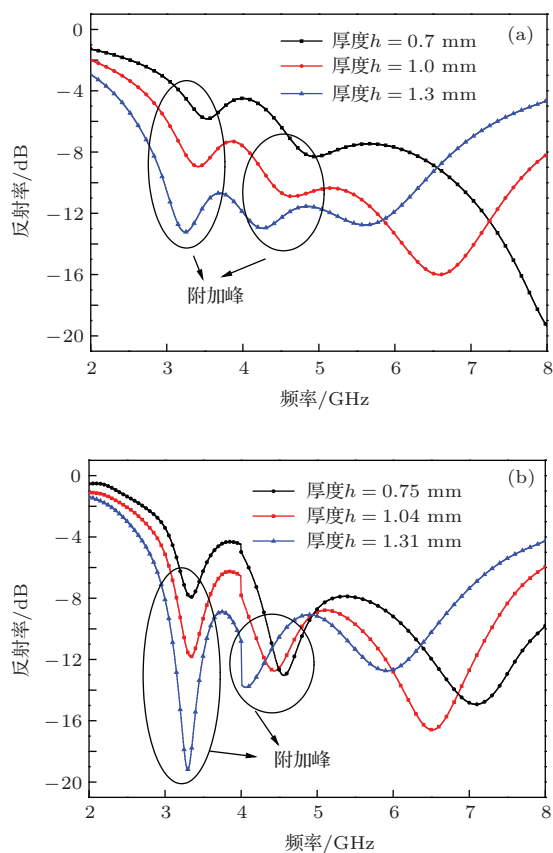 (a)
厚度h = 0.7 mm
厚度h = 1.0 mm
厚度h = 1.3 mm
−4
−8
−12
−16
−20
反射率/dB
附加峰
2 3 4 5 6 7 8
频率/GHz
(b)
0
厚度h = 0.75 mm
厚度h = 1.04 mm
厚度h = 1.31 mm
−4
−8
−12
−16
−20
反射率/dB
附加峰
2 3 4 5 6 7 8
频率/GHz